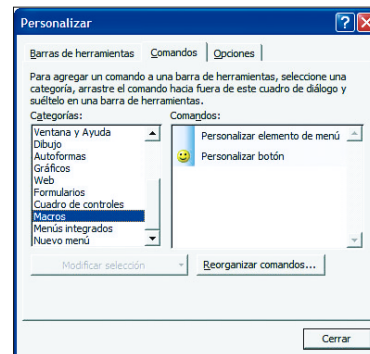 Personalizar
Barras de herramientas Comandos Opciones
Para agregar un comando a una barra de herramientas, seleccione una
categoría, arrastre el comando hacia fuera de este cuadro de diálogo y
suéltelo en una barra de herramientas.
Categorías: Comandos:
Ventana y Ayuda
Dibujo
Autoformas
Gráficos
Web
Formularios
Cuadro de controles
Macros
Menús integrados
Nuevo menú
Personalizar elemento de menú
Personalizar botón
Modificar selección Reorganizar comandos...
Cerrar